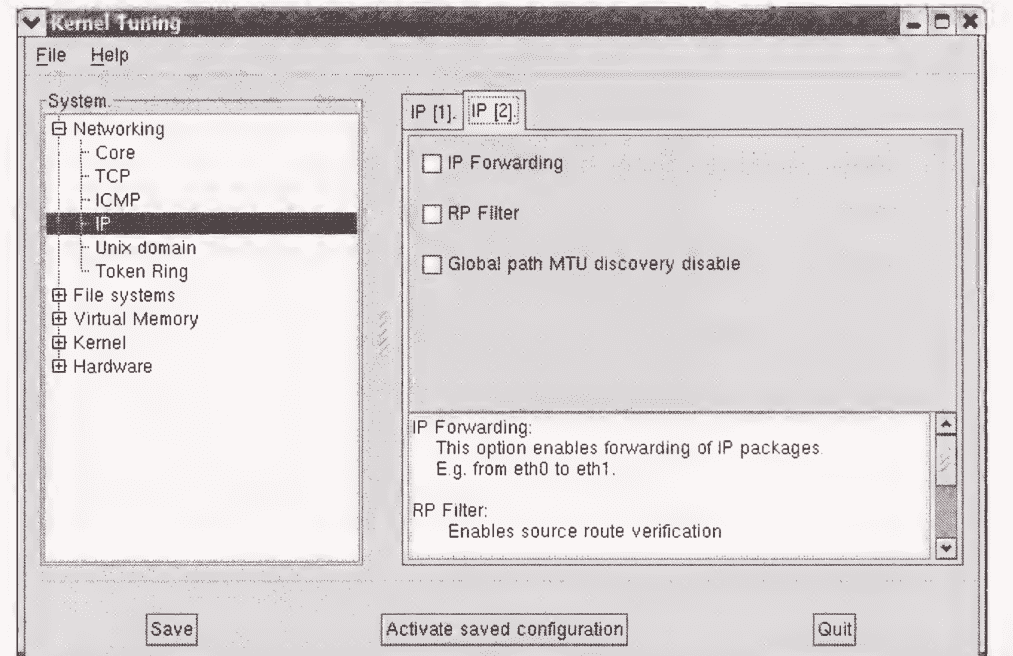 Kernel Tuning
File Help
System
Networking
Core
TCP
ICMP
IP
Unix domain
Token Ring
File systems
Virtual Memory
Kernel
Hardware
IP [1]. IP [2].
IP Forwarding
RP Filter
Global path MTU discovery disable
IP Forwarding:
This option enables forwarding of IP packages.
E.g. from eth0 to eth1.
RP Filter:
Enables source route verification
Save Activate saved configuration Quit